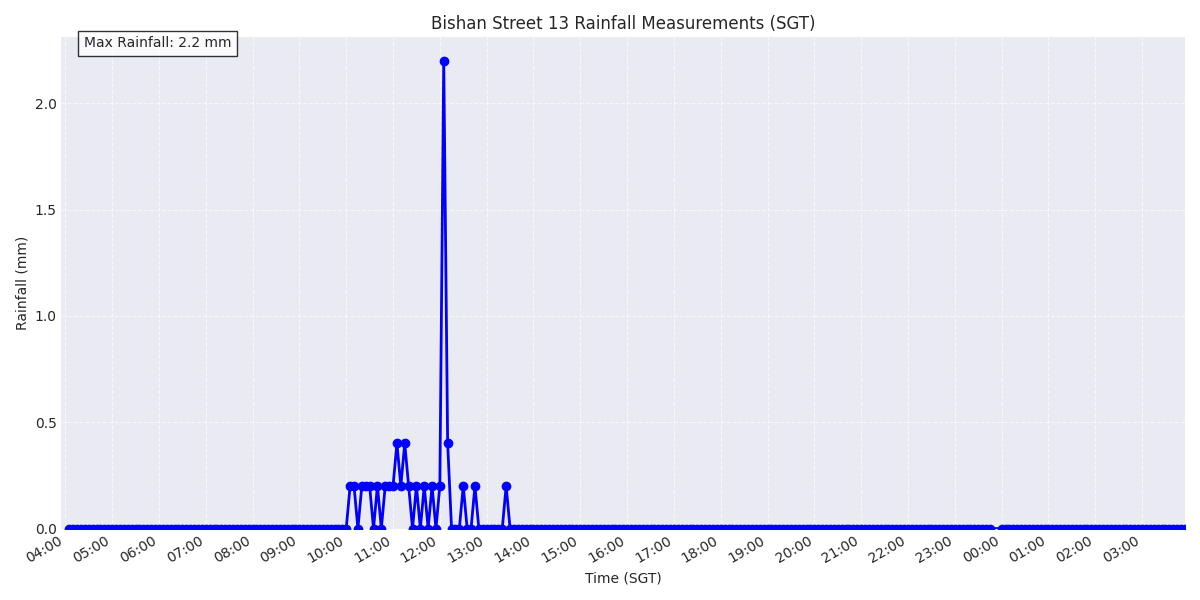 Bishan Street 13 Rainfall Measurements (SGT)
Max Rainfall: 2.2 mm
Rainfall (mm)
2.0
1.5
1.0
0.5
0.0
04:00 05:00 06:00 07:00 08:00 09:00 10:00 11:00 12:00 13:00 14:00 15:00 16:00 17:00 18:00 19:00 20:00 21:00 22:00 23:00 00:00 01:00 02:00 03:00
Time (SGT)